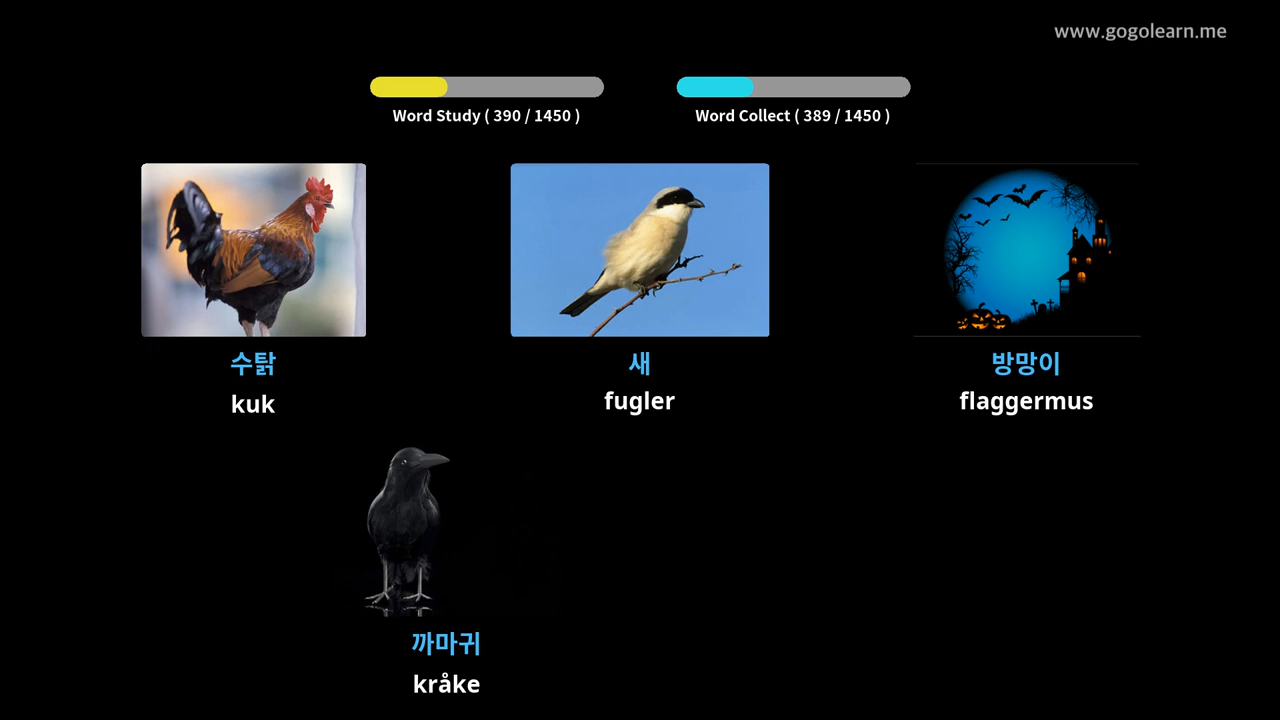 www.gogolearn.me
Word Study ( 390 / 1450 )
Word Collect ( 389 / 1450 )
수탉
새
방망이
kuk
fugler
flaggermus
까마귀
kråke